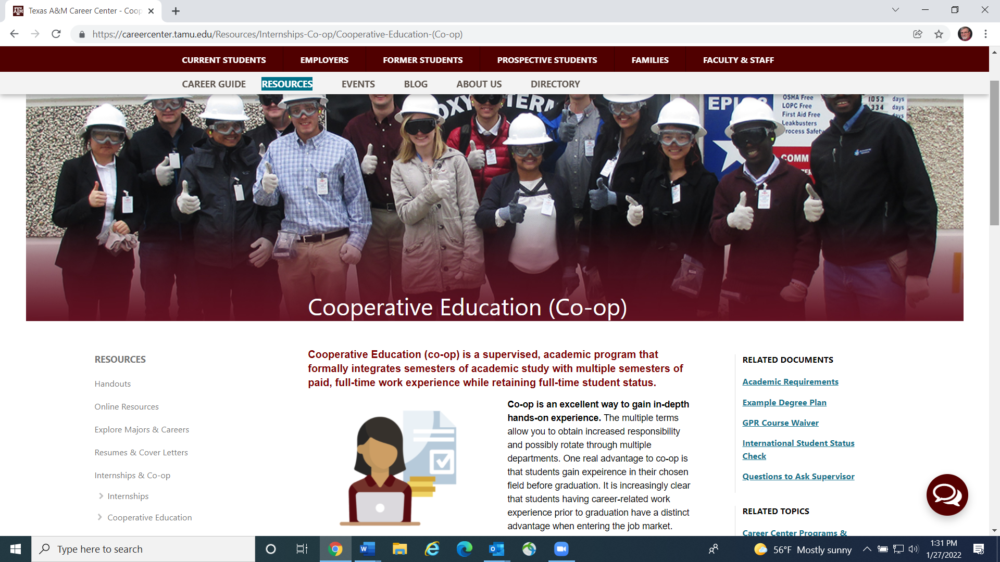 Texas A&M Career Center - Coop
https://careercenter.tamu.edu/Resources/Internships-Co-op/Cooperative-Education-(Co-op)
CURRENT STUDENTS EMPLOYERS FORMER STUDENTS PROSPECTIVE STUDENTS FAMILIES FACULTY & STAFF
CAREER GUIDE RESOURCES EVENTS BLOG ABOUT US DIRECTORY
OSHA Free 1053 days
LOPC Free 334 days
First Aid Free days
Leakbusters
Process Safety
COMM
Cooperative Education (Co-op)
RESOURCES
Handouts
Online Resources
Explore Majors & Careers
Resumes & Cover Letters
Internships & Co-op
Internships
Cooperative Education
Cooperative Education (co-op) is a supervised, academic program that
formally integrates semesters of academic study with multiple semesters of
paid, full-time work experience while retaining full-time student status.
Co-op is an excellent way to gain in-depth
hands-on experience. The multiple terms
allow you to obtain increased responsibility
and possibly rotate through multiple
departments. One real advantage to co-op is
that students gain expeirence in their chosen
field before graduation. It is increasingly clear
that students having career-related work
experience prior to graduation have a distinct
advantage when entering the job market.
RELATED DOCUMENTS
Academic Requirements
Example Degree Plan
GPR Course Waiver
International Student Status
Check
Questions to Ask Supervisor
RELATED TOPICS
Career Center Programs &
Type here to search
56°F Mostly sunny
1:31 PM
1/27/2022